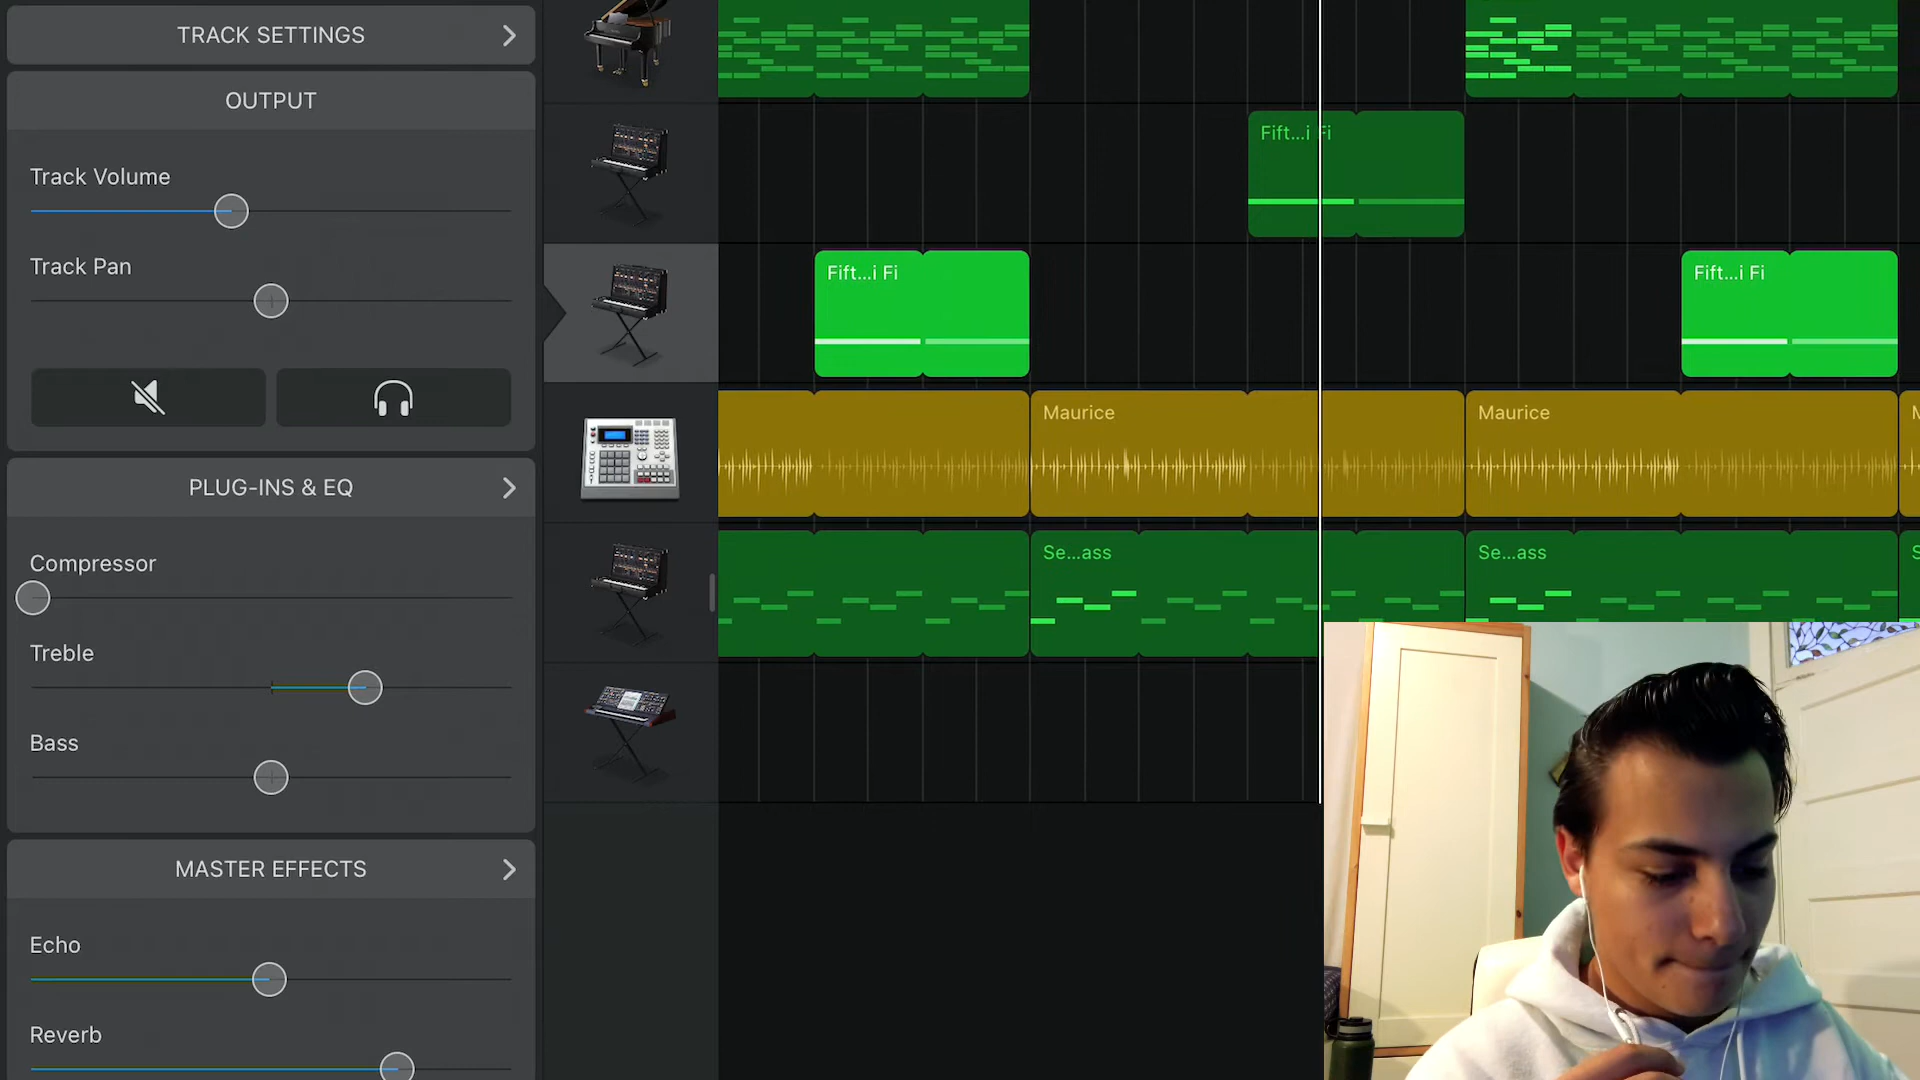 TRACK SETTINGS
OUTPUT
Track Volume
Track Pan
PLUG-INS & EQ
Compressor
Treble
Bass
MASTER EFFECTS
Echo
Reverb
Fift...i Fi
Fift...i Fi
Fift...i Fi
Maurice
Maurice
M
Se...ass
Se...ass
S